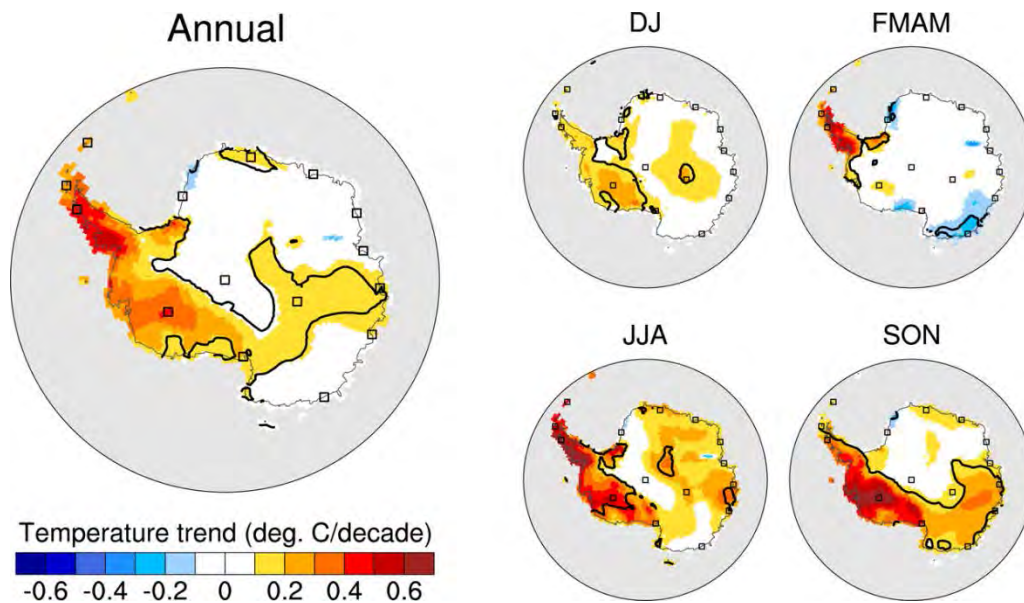 Annual
DJ
FMAM
JJA
SON
Temperature trend (deg. C/decade)
-0.6 -0.4 -0.2 0 0.2 0.4 0.6